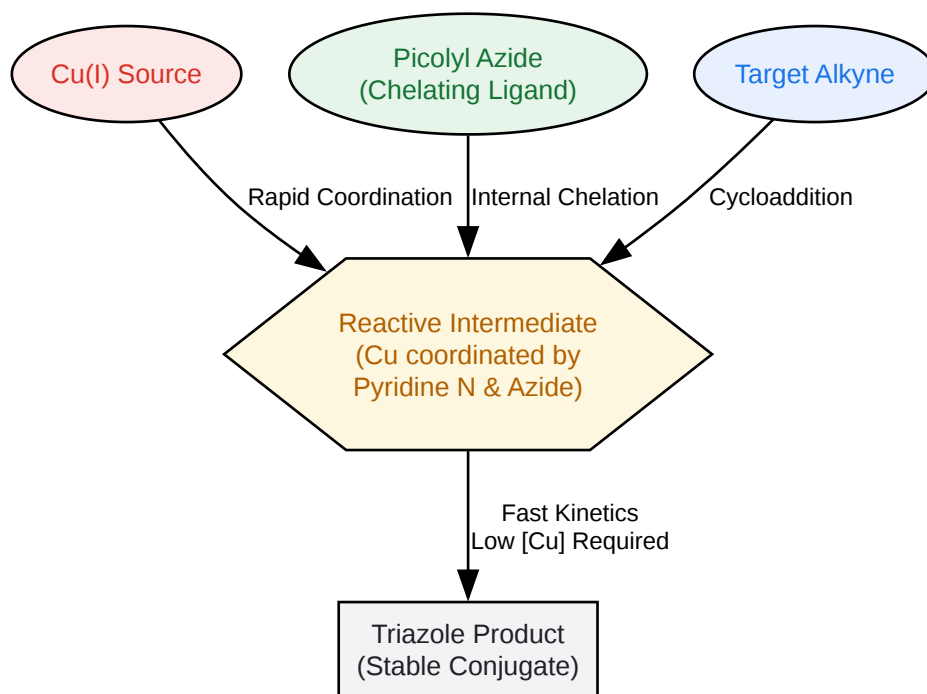 Cu(I) Source
Picolyl Azide
(Chelating Ligand)
Target Alkyne
Rapid Coordination
Internal Chelation
Cycloaddition
Reactive Intermediate
(Cu coordinated by
Pyridine N & Azide)
Fast Kinetics
Low [Cu] Required
Triazole Product
(Stable Conjugate)